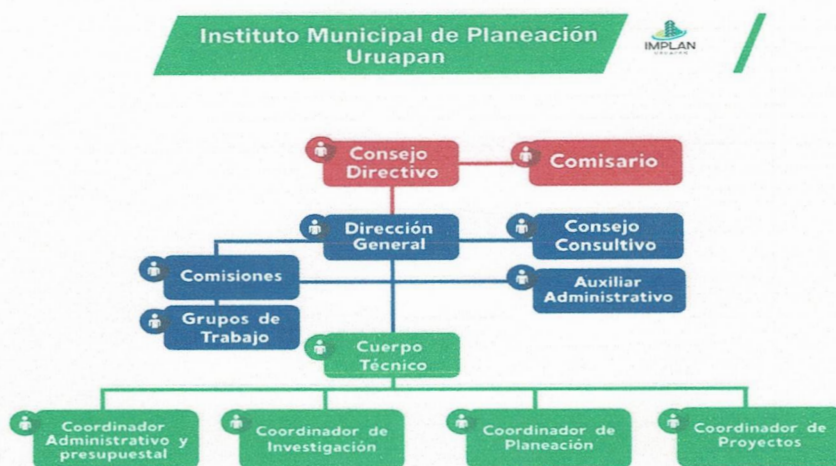 Instituto Municipal de Planeación
Uruapan
IMPLAN
URUAPAN
Consejo
Directivo
Comisario
Dirección
General
Consejo
Consultivo
Comisiones
Auxiliar
Administrativo
Grupos de
Trabajo
Cuerpo
Técnico
Coordinador
Administrativo y
presupuestal
Coordinador de
Investigación
Coordinador de
Planeación
Coordinador de
Proyectos